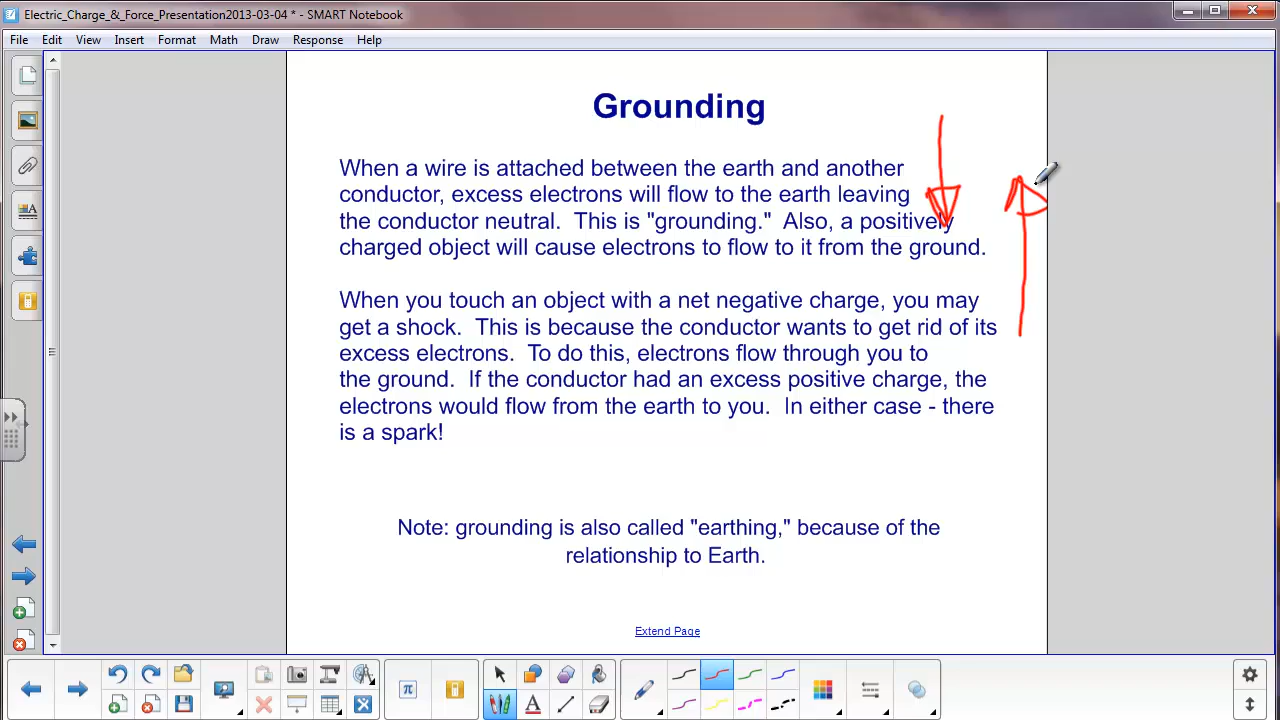 Electric_Charge_&_Force_Presentation2013-03-04 * - SMART Notebook
File Edit View Insert Format Math Draw Response Help
Grounding
When a wire is attached between the earth and another
conductor, excess electrons will flow to the earth leaving
the conductor neutral.  This is "grounding."  Also, a positively
charged object will cause electrons to flow to it from the ground.
When you touch an object with a net negative charge, you may
get a shock.  This is because the conductor wants to get rid of its
excess electrons.  To do this, electrons flow through you to
the ground.  If the conductor had an excess positive charge, the
electrons would flow from the earth to you.  In either case - there
is a spark!
Note: grounding is also called "earthing," because of the
relationship to Earth.
Extend Page
π
A